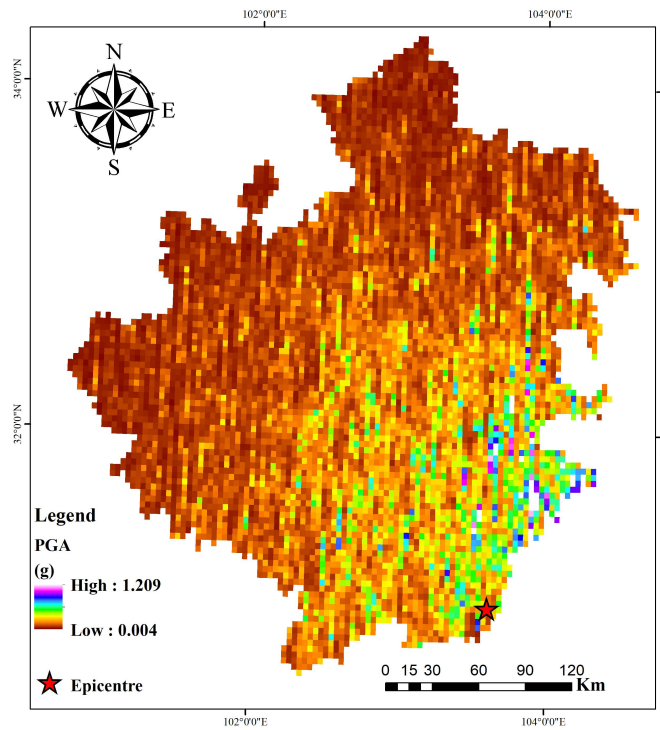 102°0'0"E 104°0'0"E
34°0'0"N
N
W E
S
32°0'0"N
Legend
PGA
(g)
High : 1.209
Low : 0.004
Epicentre
0 15 30 60 90 120
Km
102°0'0"E 104°0'0"E